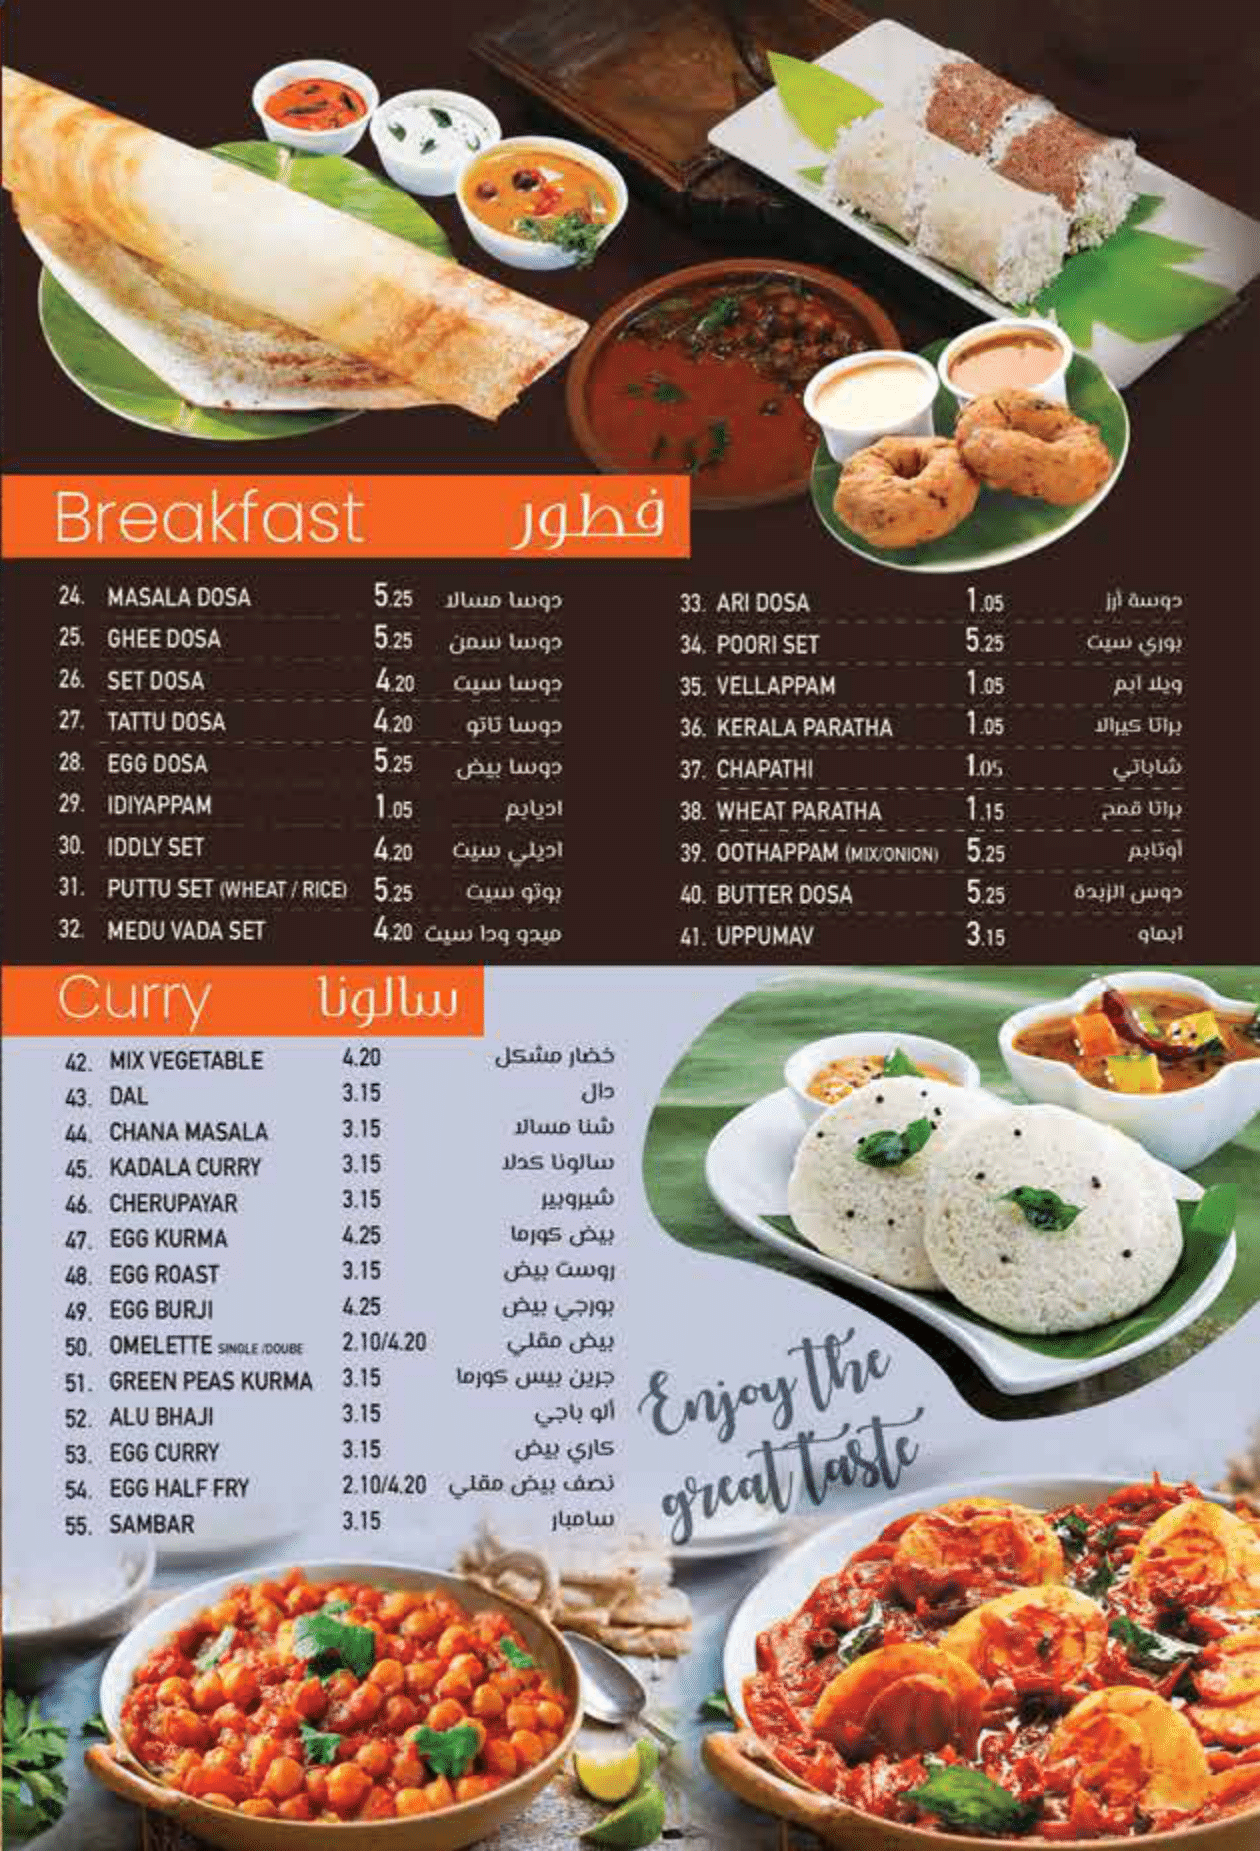 Breakfast فطور
24. MASALA DOSA 5.25 دوسا مسالا
25. GHEE DOSA 5.25 دوسا سمن
26. SET DOSA 4.20 دوسا سيت
27. TATTU DOSA 4.20 دوسا تاتو
28. EGG DOSA 5.25 دوسا بيض
29. IDIYAPPAM 1.05 اديابم
30. IDDLY SET 4.20 اديلي سيت
31. PUTTU SET (WHEAT / RICE) 5.25 بوتو سيت
32. MEDU VADA SET 4.20 ميدو ودا سيت
33. ARI DOSA 1.05 دوسة أرز
34. POORI SET 5.25 بوري سيت
35. VELLAPPAM 1.05 ويلا آبم
36. KERALA PARATHA 1.05 براتا كيرالا
37. CHAPATHI 1.05 شاباتي
38. WHEAT PARATHA 1.15 براتا قمح
39. OOTHAPPAM (MIX/ONION) 5.25 أوتابم
40. BUTTER DOSA 5.25 دوس الزبدة
41. UPPUMAV 3.15 ابماو
Curry سالونا
42. MIX VEGETABLE 4.20 خضار مشكل
43. DAL 3.15 دال
44. CHANA MASALA 3.15 شنا مسالا
45. KADALA CURRY 3.15 سالونا كدلا
46. CHERUPAYAR 3.15 شيروبير
47. EGG KURMA 4.25 بيض كورما
48. EGG ROAST 3.15 روست بيض
49. EGG BURJI 4.25 بورجي بيض
50. OMELETTE SINGLE /DOUBE 2.10/4.20 بيض مقلي
51. GREEN PEAS KURMA 3.15 جرين بيس كورما
52. ALU BHAJI 3.15 ألو باجي
53. EGG CURRY 3.15 كاري بيض
54. EGG HALF FRY 2.10/4.20 نصف بيض مقلي
55. SAMBAR 3.15 سامبار
Enjoy the
great taste